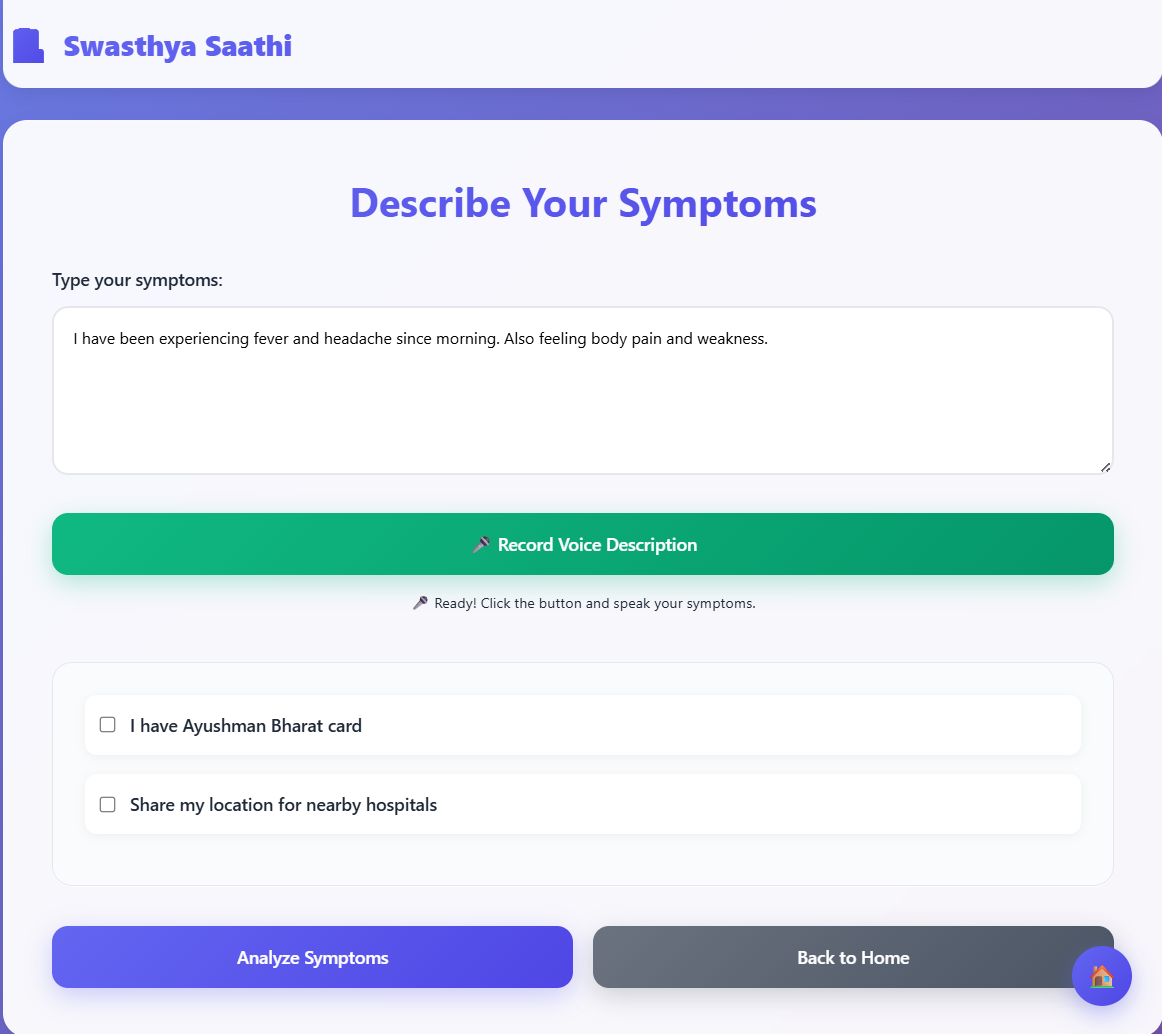 Swasthya Saathi
Describe Your Symptoms
Type your symptoms:
I have been experiencing fever and headache since morning. Also feeling body pain and weakness.
Record Voice Description
Ready! Click the button and speak your symptoms.
I have Ayushman Bharat card
Share my location for nearby hospitals
Analyze Symptoms
Back to Home